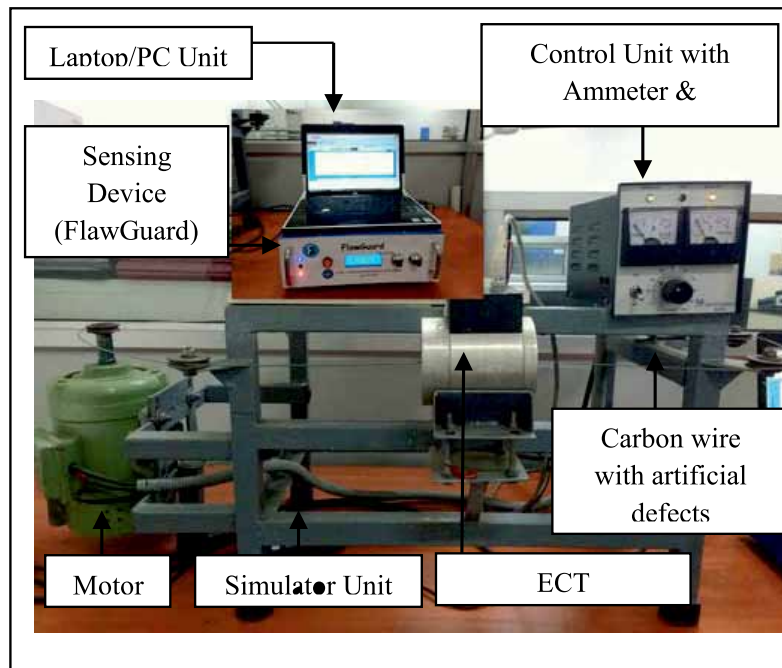 Laptop/PC Unit
Control Unit with
Ammeter &
Sensing
Device
(FlawGuard)
FlawGuard
Carbon wire
with artificial
defects
Motor
Simulator Unit
ECT